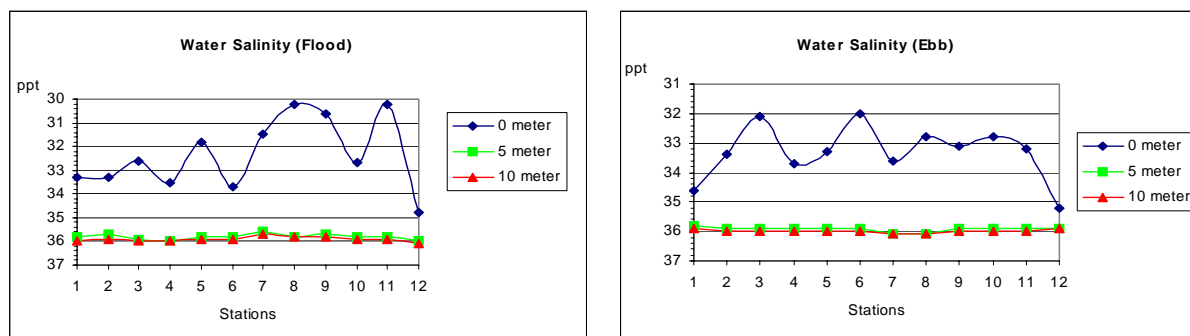 Water Salinity (Flood)
ppt
30
31
32
33
34
35
36
37
1 2 3 4 5 6 7 8 9 10 11 12
Stations
0 meter
5 meter
10 meter
Water Salinity (Ebb)
ppt
31
32
33
34
35
36
37
1 2 3 4 5 6 7 8 9 10 11 12
Stations
0 meter
5 meter
10 meter